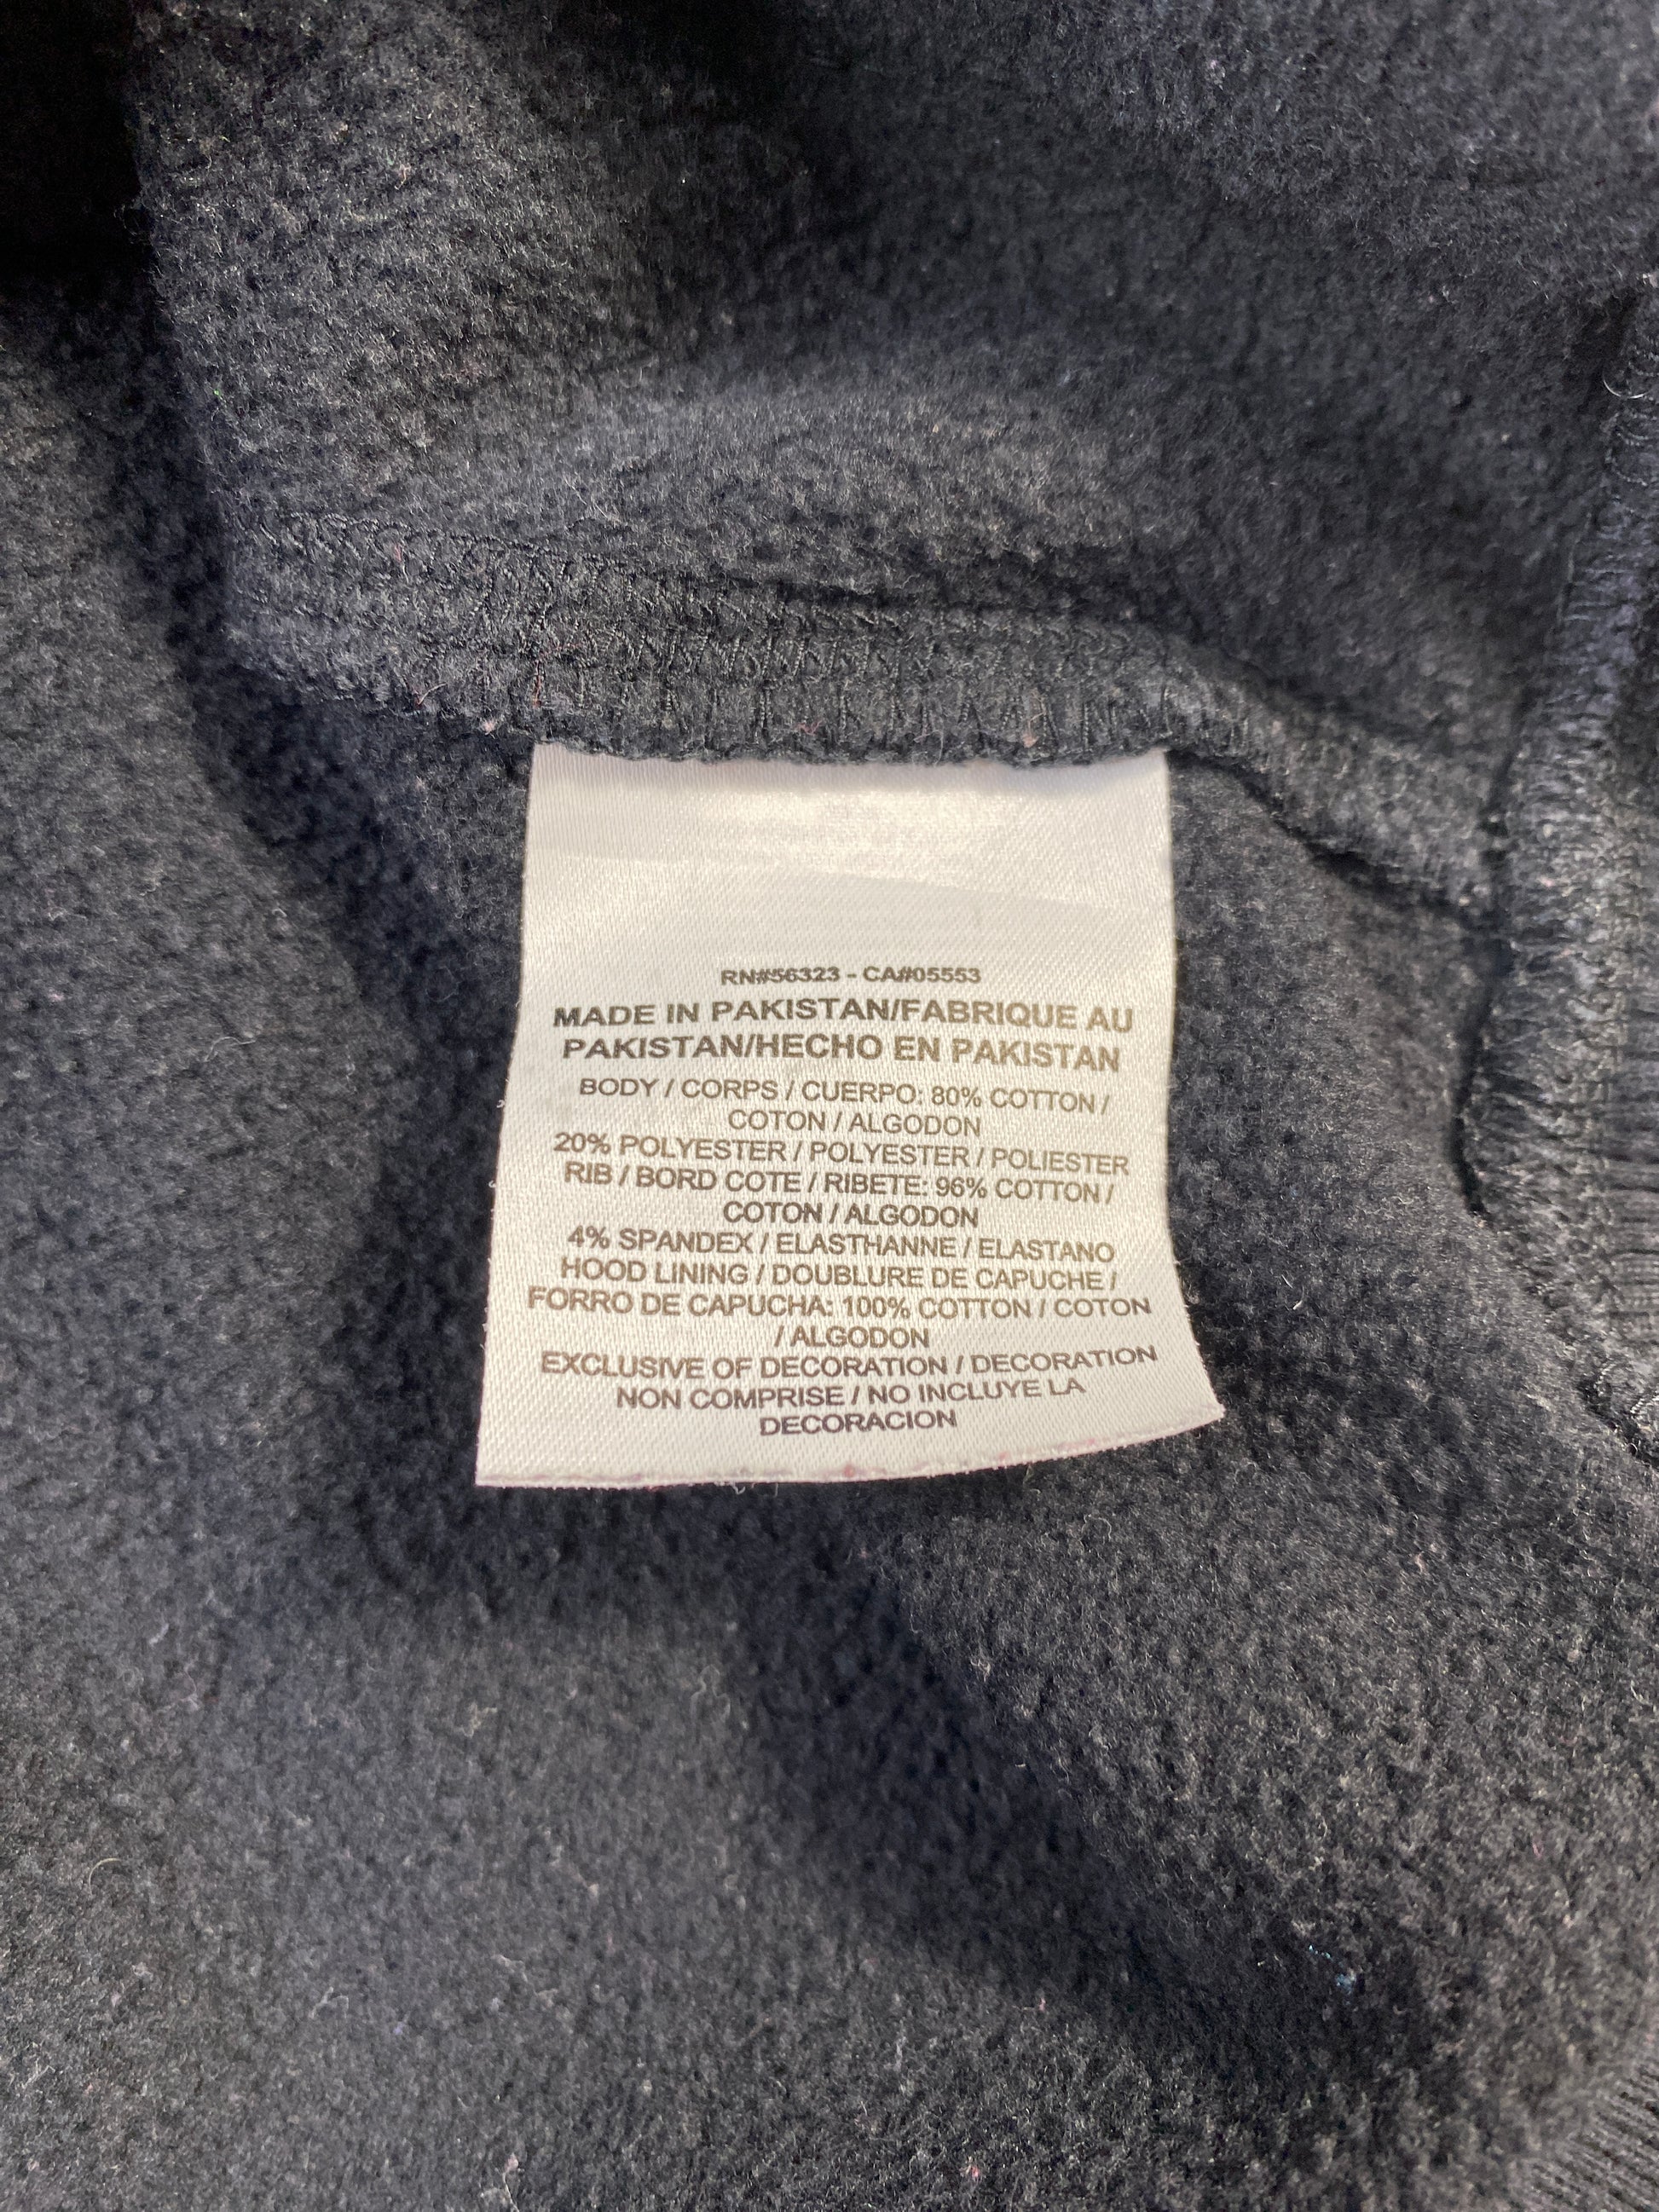 RN#56323 - CA#05553
MADE IN PAKISTAN/FABRIQUE AU
PAKISTAN/HECHO EN PAKISTAN
BODY / CORPS / CUERPO: 80% COTTON /
COTON / ALGODON
20% POLYESTER / POLYESTER / POLIESTER
RIB / BORD COTE / RIBETE: 96% COTTON /
COTON / ALGODON
4% SPANDEX / ELASTHANNE / ELASTANO
HOOD LINING / DOUBLURE DE CAPUCHE /
FORRO DE CAPUCHA: 100% COTTON / COTON
/ ALGODON
EXCLUSIVE OF DECORATION / DECORATION
NON COMPRISE / NO INCLUYE LA
DECORACION